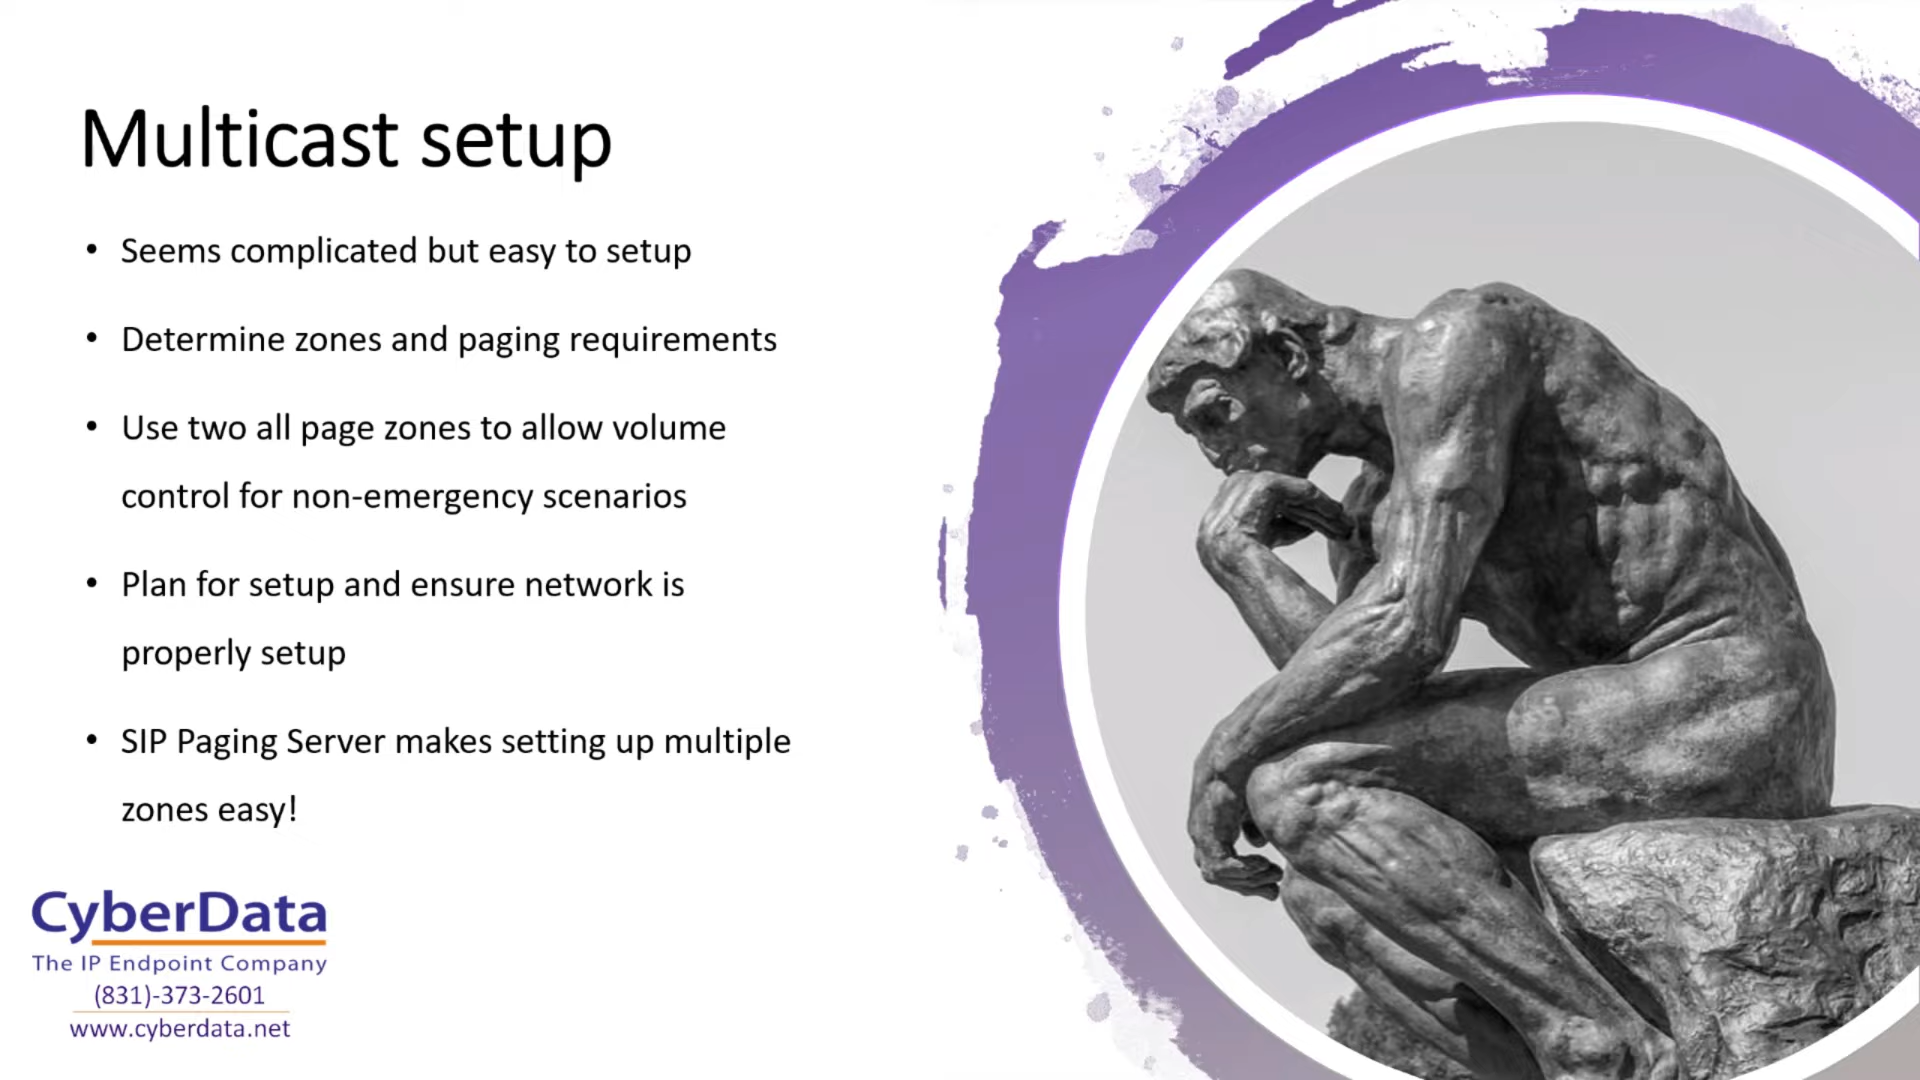 Multicast setup
• Seems complicated but easy to setup
• Determine zones and paging requirements
• Use two all page zones to allow volume
control for non-emergency scenarios
• Plan for setup and ensure network is
properly setup
• SIP Paging Server makes setting up multiple
zones easy!
CyberData
The IP Endpoint Company
(831)-373-2601
www.cyberdata.net